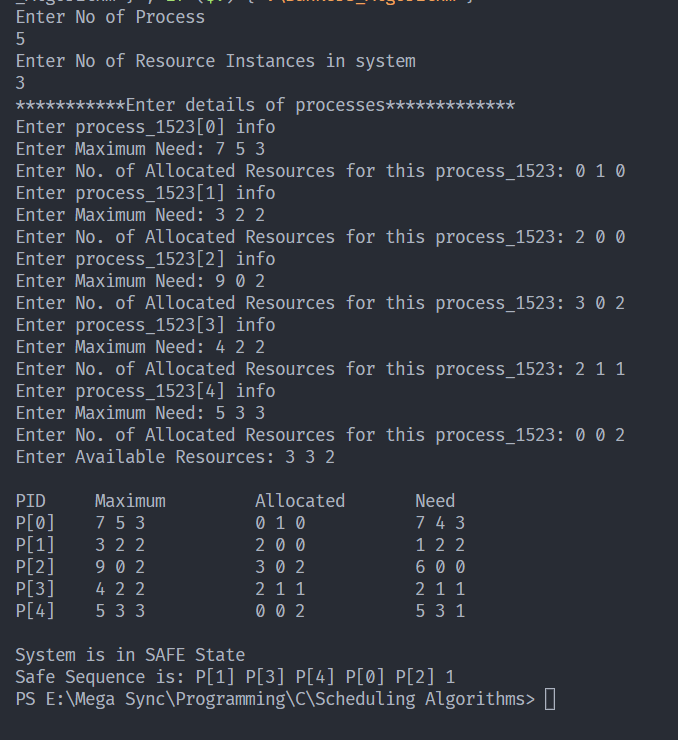 Enter No of Process
5
Enter No of Resource Instances in system
3
***********Enter details of processes*************
Enter process_1523[0] info
Enter Maximum Need: 7 5 3
Enter No. of Allocated Resources for this process_1523: 0 1 0
Enter process_1523[1] info
Enter Maximum Need: 3 2 2
Enter No. of Allocated Resources for this process_1523: 2 0 0
Enter process_1523[2] info
Enter Maximum Need: 9 0 2
Enter No. of Allocated Resources for this process_1523: 3 0 2
Enter process_1523[3] info
Enter Maximum Need: 4 2 2
Enter No. of Allocated Resources for this process_1523: 2 1 1
Enter process_1523[4] info
Enter Maximum Need: 5 3 3
Enter No. of Allocated Resources for this process_1523: 0 0 2
Enter Available Resources: 3 3 2
PID Maximum Allocated Need
P[0] 7 5 3 0 1 0 7 4 3
P[1] 3 2 2 2 0 0 1 2 2
P[2] 9 0 2 3 0 2 6 0 0
P[3] 4 2 2 2 1 1 2 1 1
P[4] 5 3 3 0 0 2 5 3 1
System is in SAFE State
Safe Sequence is: P[1] P[3] P[4] P[0] P[2] 1
PS E:\Mega Sync\Programming\C\Scheduling Algorithms>